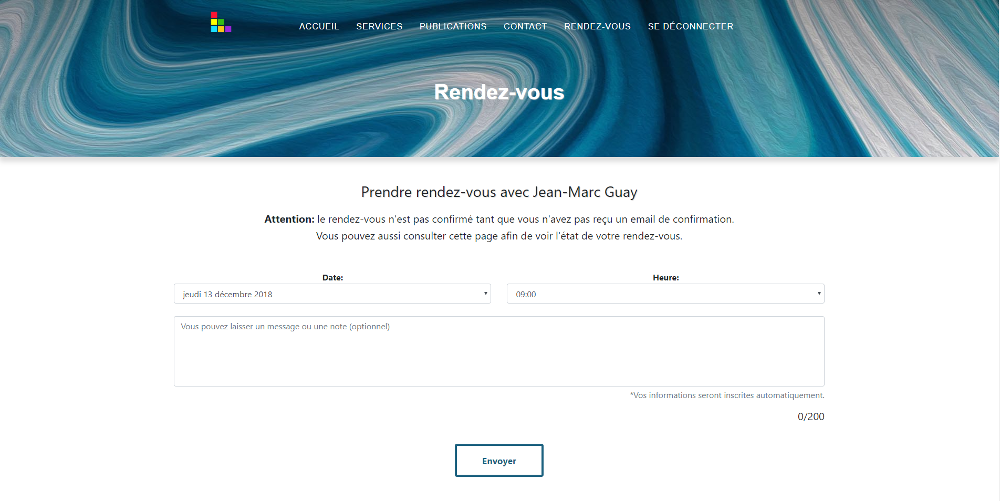 ACCUEIL SERVICES PUBLICATIONS CONTACT RENDEZ-VOUS SE DÉCONNECTER
Rendez-vous
Prendre rendez-vous avec Jean-Marc Guay
Attention: le rendez-vous n'est pas confirmé tant que vous n'avez pas reçu un email de confirmation.
Vous pouvez aussi consulter cette page afin de voir l'état de votre rendez-vous.
Date: Heure:
jeudi 13 décembre 2018 09:00
Vous pouvez laisser un message ou une note (optionnel)
*Vos informations seront inscrites automatiquement.
0/200
Envoyer